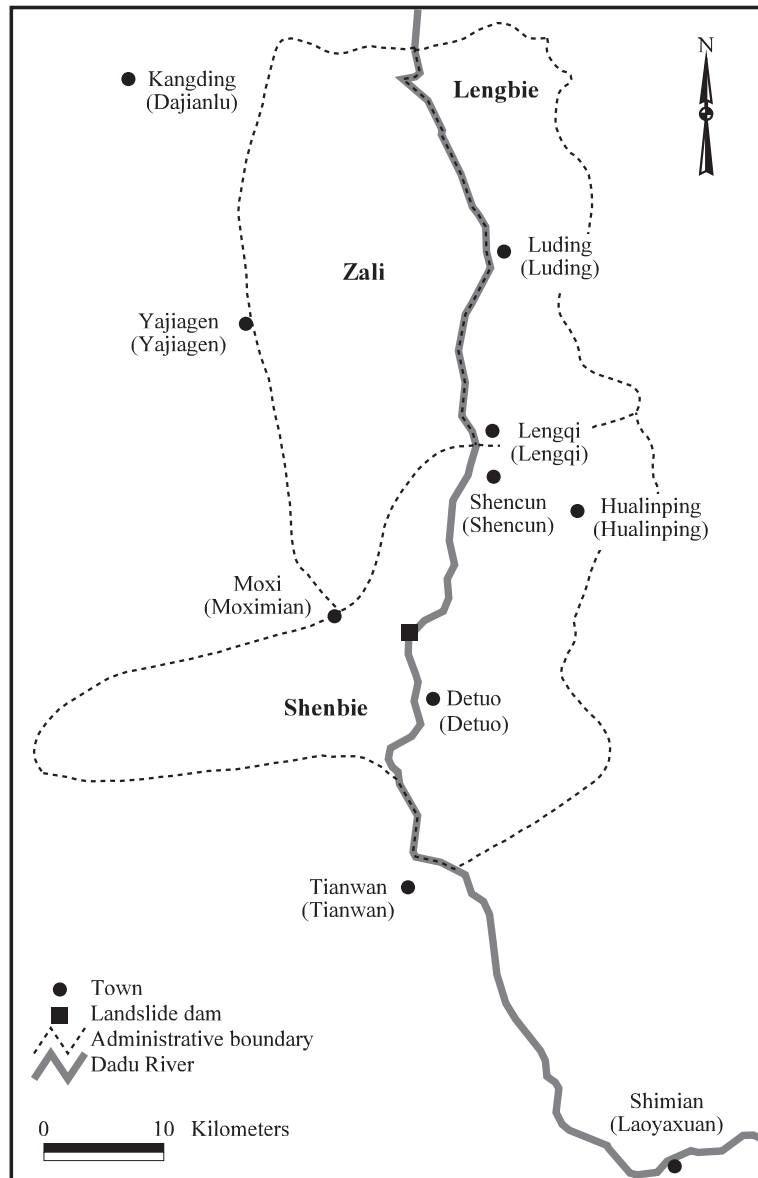 N
Kangding
(Dajianlu)
Lengbie
Luding
(Luding)
Zali
Yajiagen
(Yajiagen)
Lengqi
(Lengqi)
Shencun
(Shencun)
Hualinping
(Hualinping)
Moxi
(Moximian)
Shenbie
Detuo
(Detuo)
Tianwan
(Tianwan)
Town
Landslide dam
Administrative boundary
Dadu River
0 10 Kilometers
Shimian
(Laoyaxuan)